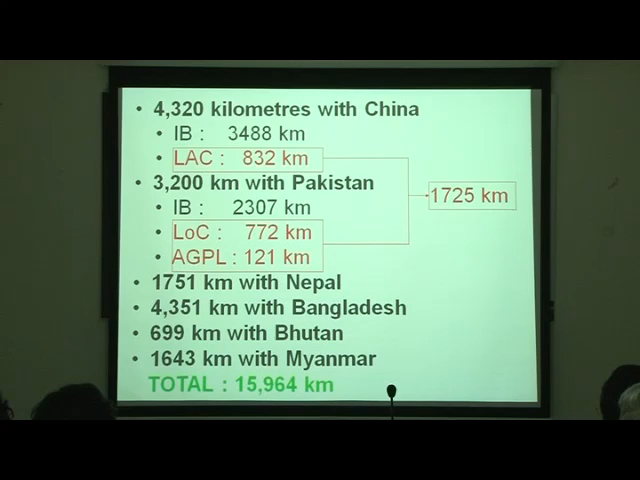 • 4,320 kilometres with China
• IB : 3488 km
• LAC : 832 km
• 3,200 km with Pakistan
• IB : 2307 km
• LoC : 772 km
AGPL : 121 km
1725 km
• 1751 km with Nepal
• 4,351 km with Bangladesh
• 699 km with Bhutan
• 1643 km with Myanmar
TOTAL : 15,964 km